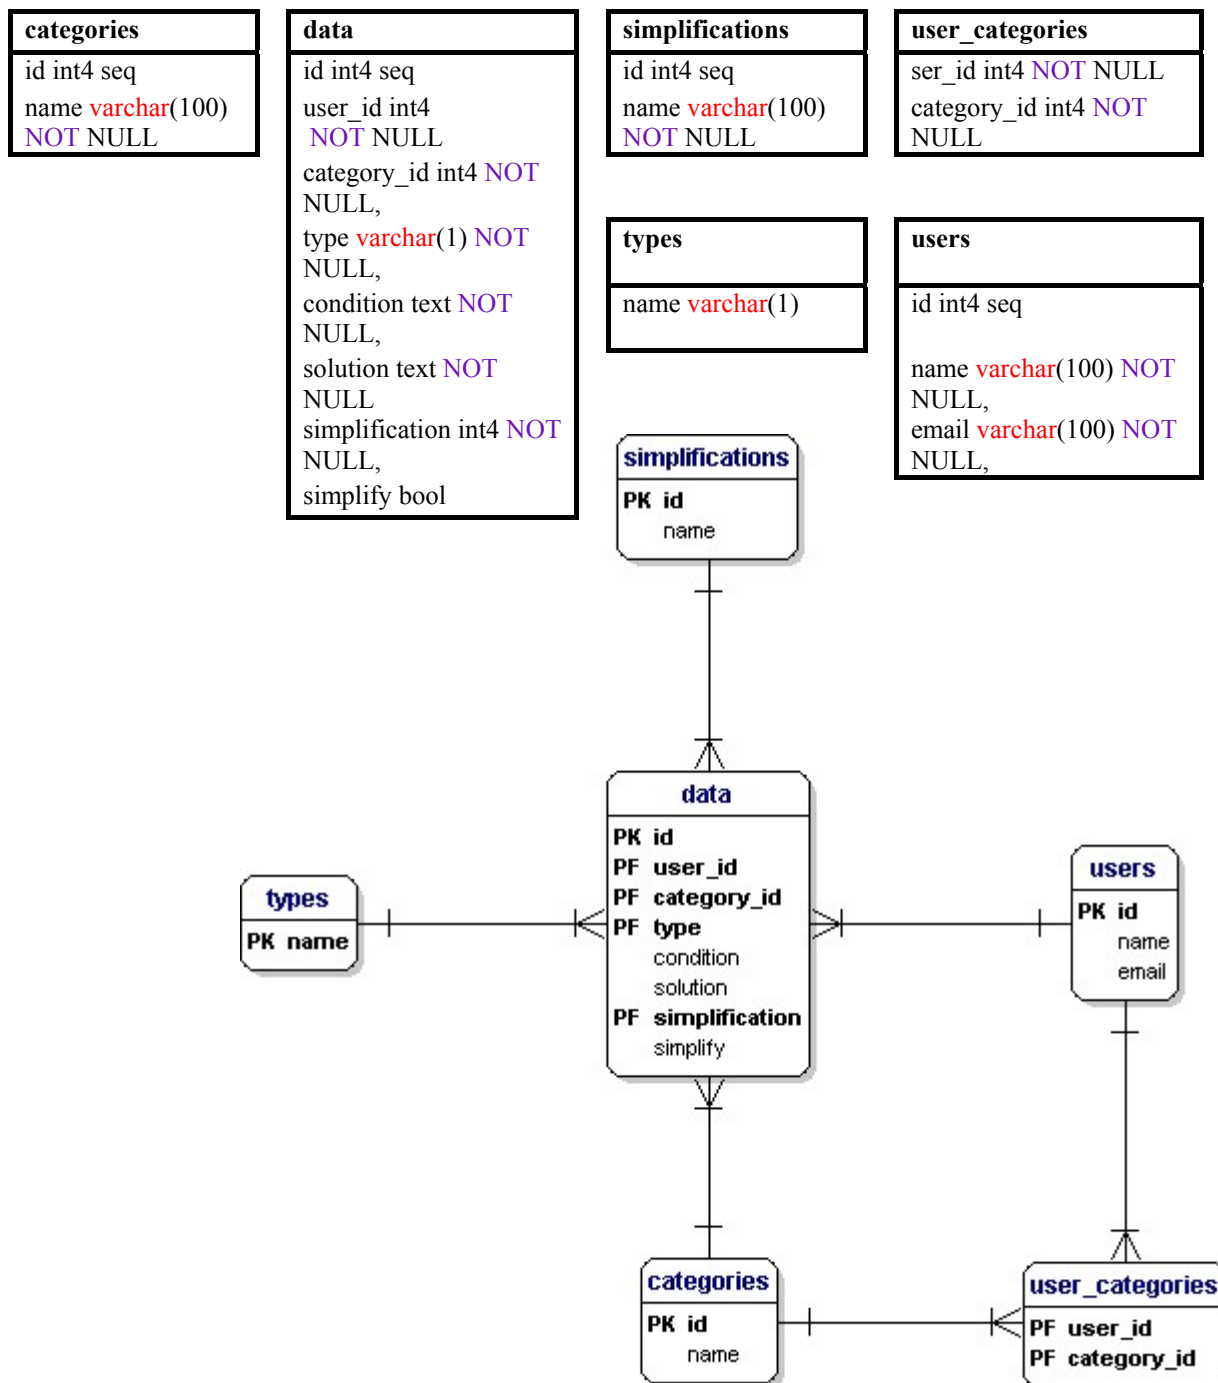 categories
id int4 seq
name varchar(100)
NOT NULL
data
id int4 seq
user_id int4
NOT NULL
category_id int4 NOT
NULL,
type varchar(1) NOT
NULL,
condition text NOT
NULL,
solution text NOT
NULL
simplification int4 NOT
NULL,
simplify bool
simplifications
id int4 seq
name varchar(100)
NOT NULL
user_categories
ser_id int4 NOT NULL
category_id int4 NOT
NULL
types
name varchar(1)
users
id int4 seq
name varchar(100) NOT
NULL,
email varchar(100) NOT
NULL,
simplifications
PK id
name
data
PK id
PF user_id
PF category_id
PF type
condition
solution
PF simplification
simplify
types
PK name
users
PK id
name
email
categories
PK id
name
user_categories
PF user_id
PF category_id